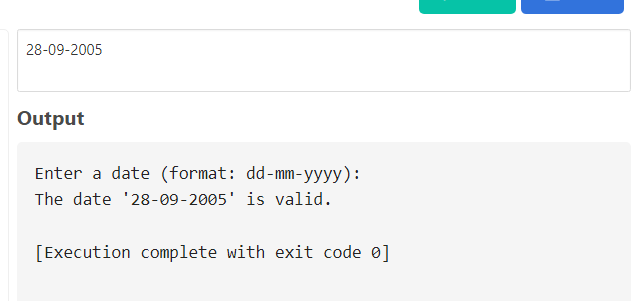 28-09-2005
Output
Enter a date (format: dd-mm-yyyy):
The date '28-09-2005' is valid.
[Execution complete with exit code 0]